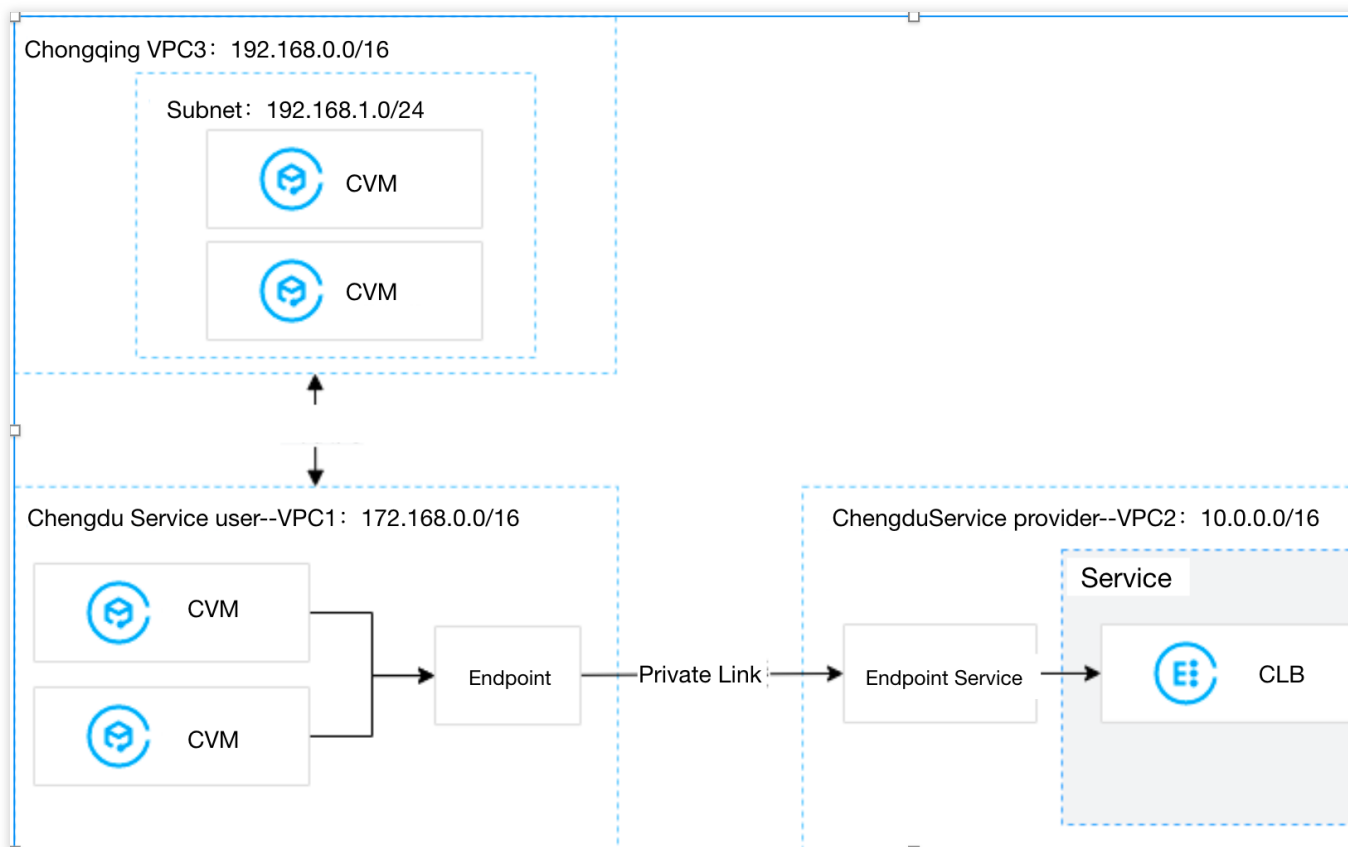 Chongqing VPC3：192.168.0.0/16
Subnet：192.168.1.0/24
CVM
CVM
Chengdu Service user--VPC1：172.168.0.0/16
CVM
CVM
Endpoint
Private Link
ChengduService provider--VPC2：10.0.0.0/16
Service
Endpoint Service
CLB